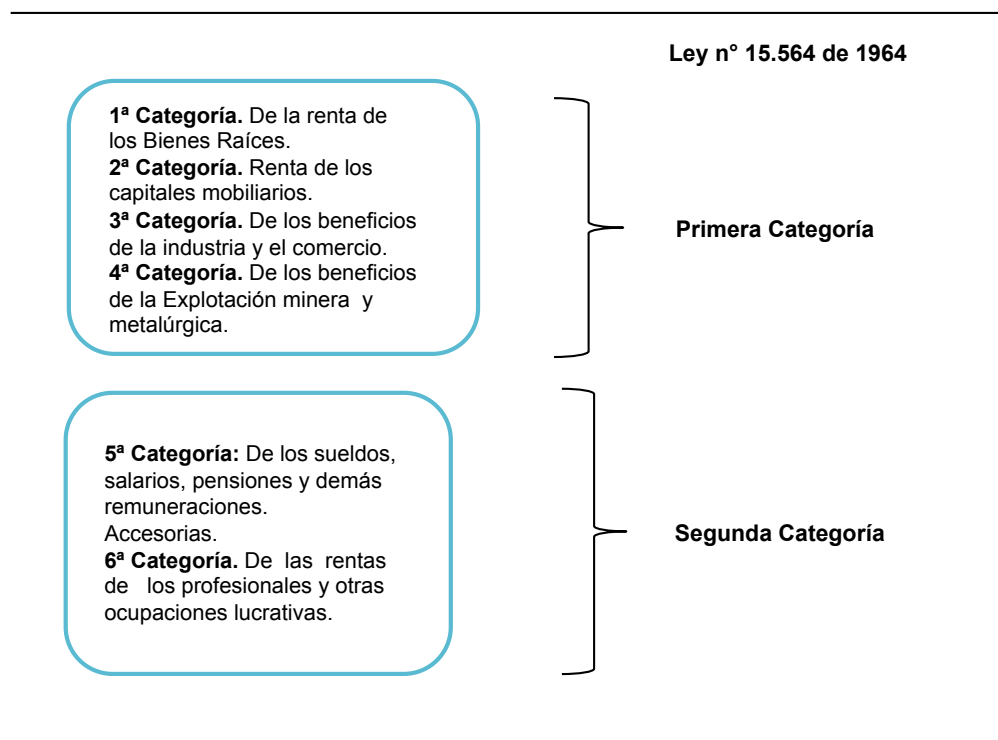 Ley n° 15.564 de 1964
1ª Categoría. De la renta de
los Bienes Raíces.
2ª Categoría. Renta de los
capitales mobiliarios.
3ª Categoría. De los beneficios
de la industria y el comercio.
4ª Categoría. De los beneficios
de la Explotación minera y
metalúrgica.
Primera Categoría
5ª Categoría: De los sueldos,
salarios, pensiones y demás
remuneraciones.
Accesorias.
6ª Categoría. De las rentas
de los profesionales y otras
ocupaciones lucrativas.
Segunda Categoría